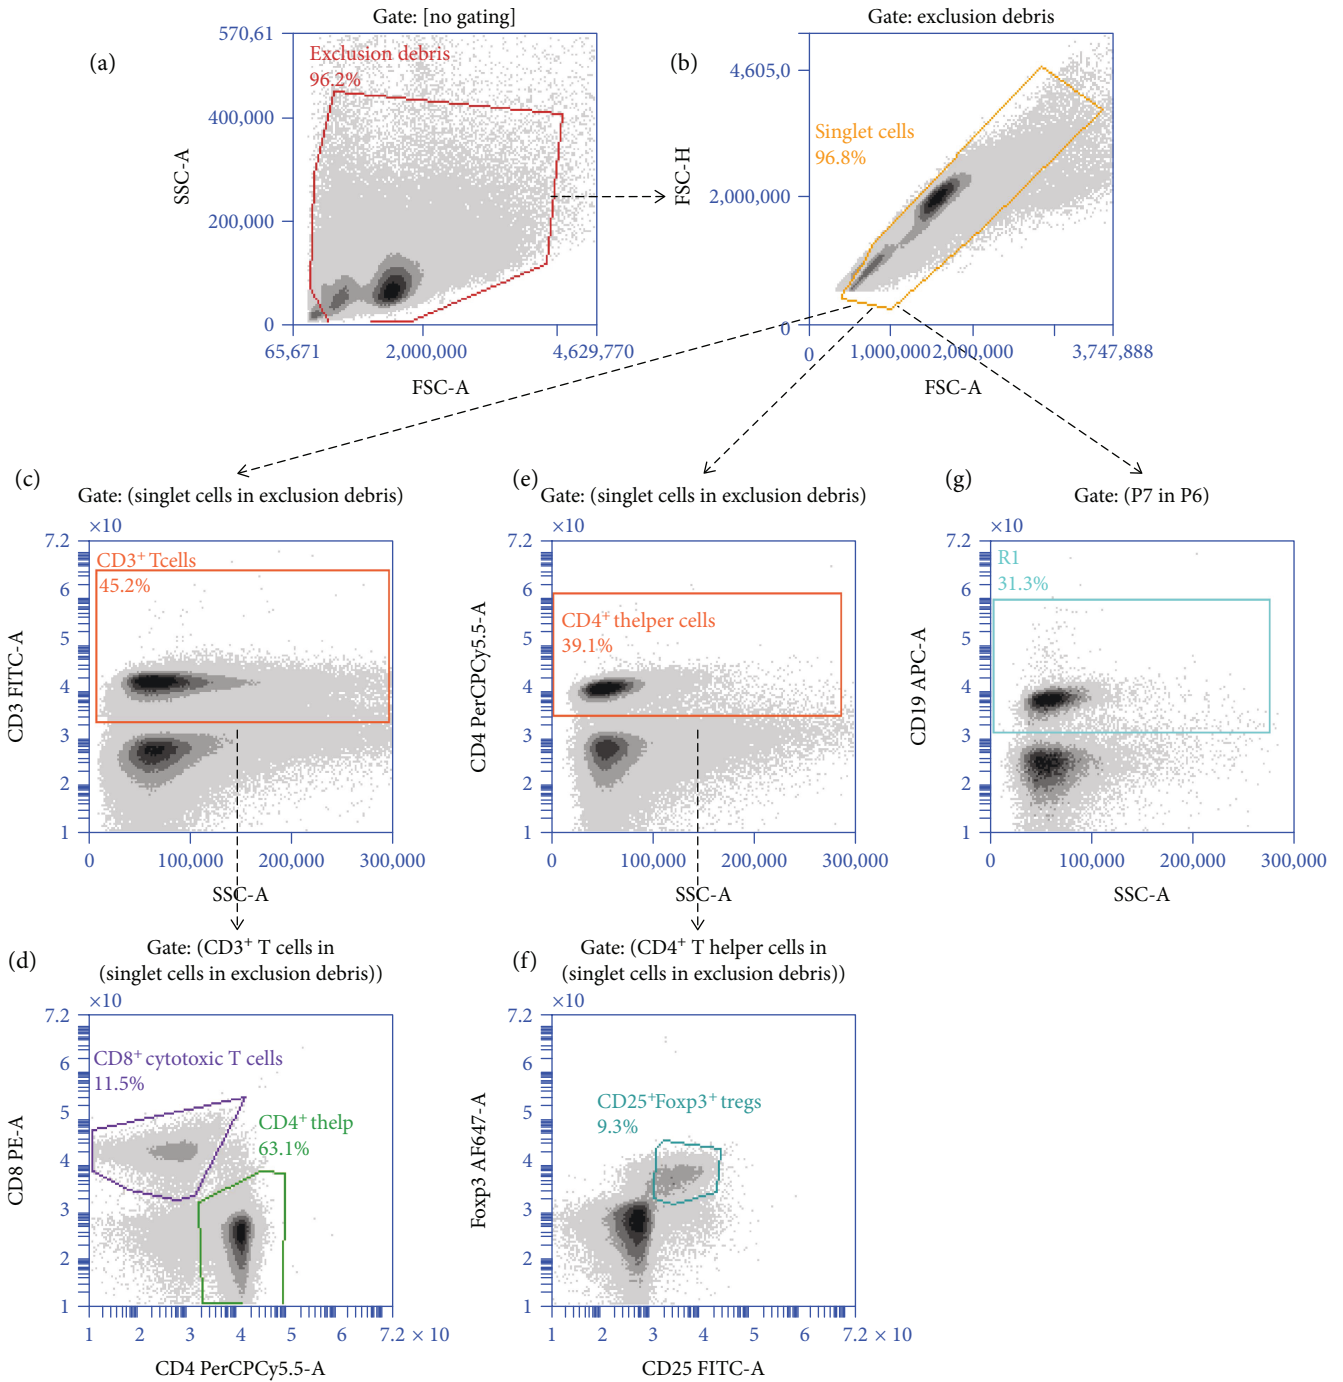 Gate: [no gating]
(a)
570,61
Exclusion debris
96.2%
400,000
200,000
0
SSC-A
65,671
2,000,000
4,629,770
FSC-A
Gate: exclusion debris
(b)
4,605,0
Singlet cells
96.8%
2,000,000
0
FSC-H
0
1,000,000
2,000,000
3,747,888
FSC-A
(c)
Gate: (singlet cells in exclusion debris)
×10
7.2
CD3+ Tcells
45.2%
6
5
4
3
2
1
CD3 FITC-A
0
100,000
200,000
300,000
SSC-A
(e)
Gate: (singlet cells in exclusion debris)
×10
7.2
6
CD4+ thelper cells
39.1%
5
4
3
2
1
CD4 PerCPCy5.5-A
0
100,000
200,000
300,000
SSC-A
(g)
Gate: (P7 in P6)
×10
7.2
R1
31.3%
6
5
4
3
2
1
CD19 APC-A
0
100,000
200,000
300,000
SSC-A
(d)
Gate: (CD3+ T cells in
(singlet cells in exclusion debris))
×10
7.2
6
CD8+ cytotoxic T cells
11.5%
5
CD4+ thelp
63.1%
4
3
2
1
CD8 PE-A
1
2
3
4
5
6
7.2 × 10
CD4 PerCPCy5.5-A
(f)
Gate: (CD4+ T helper cells in
(singlet cells in exclusion debris))
×10
7.2
6
5
CD25+Foxp3+ tregs
9.3%
4
3
2
1
Foxp3 AF647-A
1
2
3
4
5
6
7.2 × 10
CD25 FITC-A